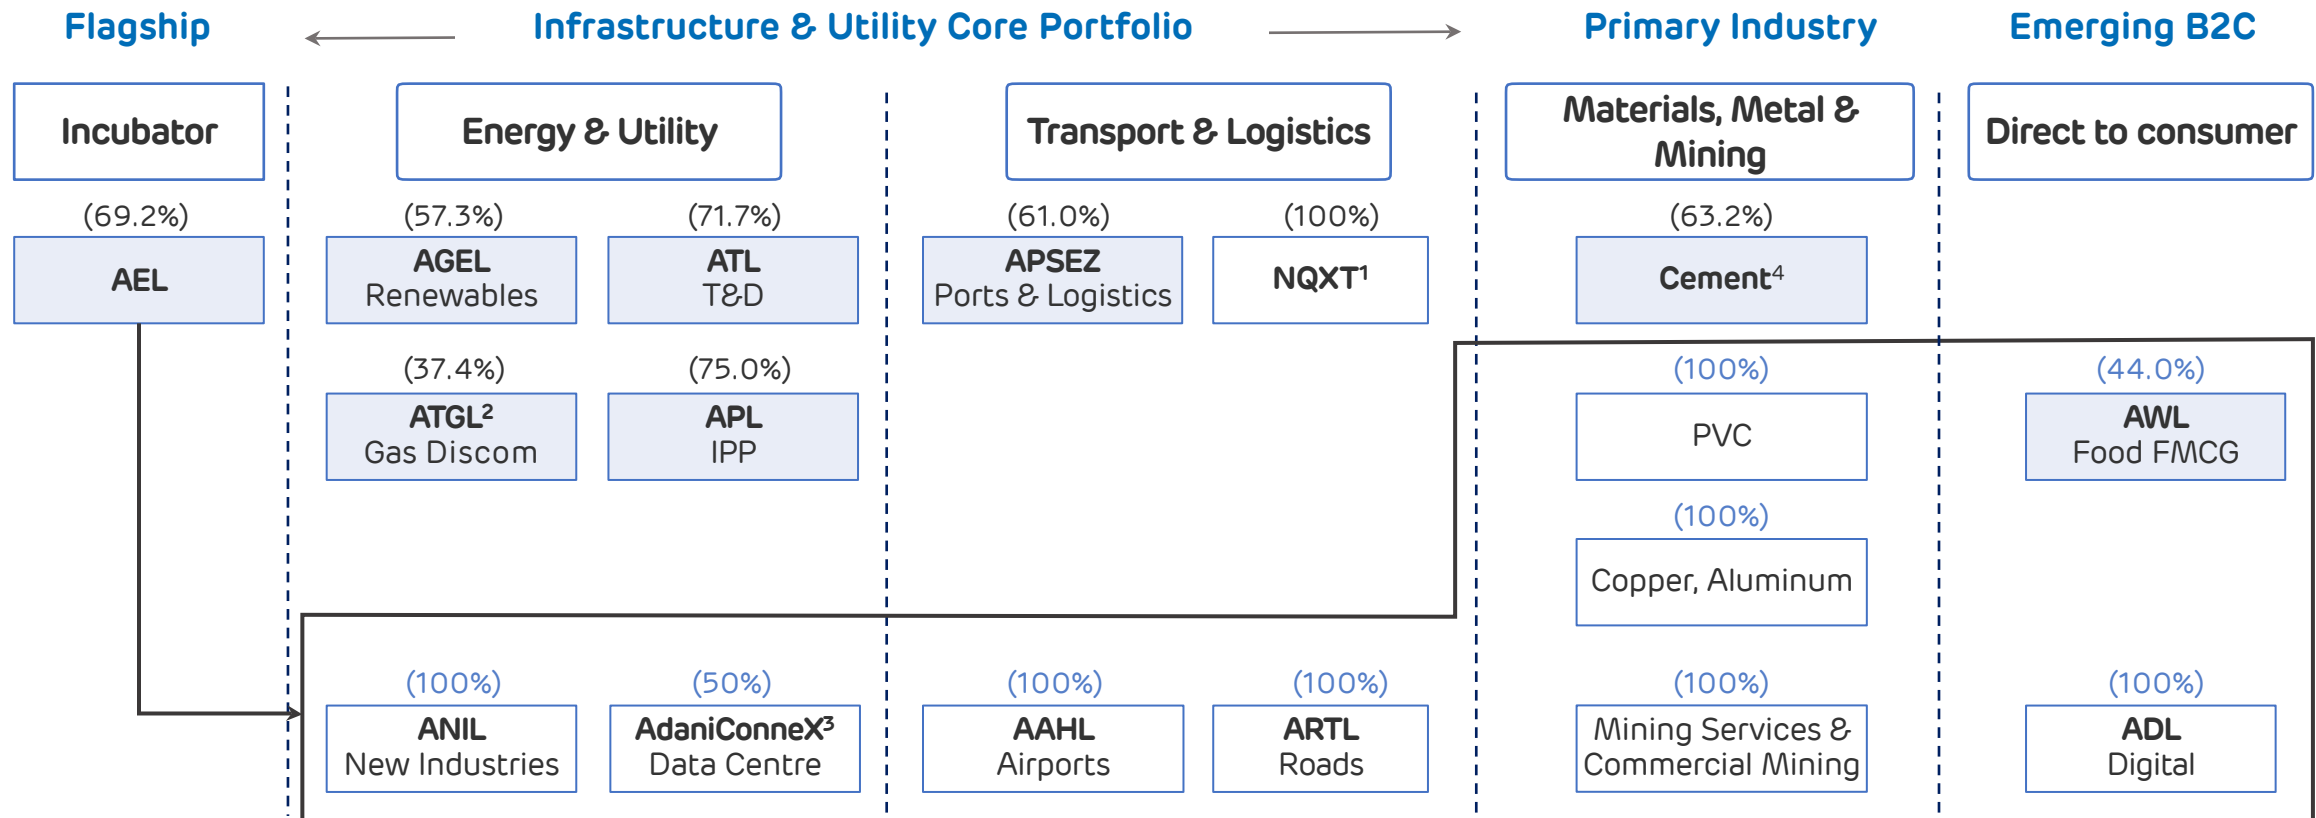 Flagship
Infrastructure & Utility Core Portfolio
Primary Industry
Emerging B2C
Incubator
Energy & Utility
Transport & Logistics
Materials, Metal &
Mining
Direct to consumer
(69.2%)
AEL
(57.3%)
AGEL
Renewables
(71.7%)
ATL
T&D
(61.0%)
APSEZ
Ports & Logistics
(100%)
NQXT¹
(63.2%)
Cement⁴
(37.4%)
ATGL²
Gas Discom
(75.0%)
APL
IPP
(100%)
PVC
(44.0%)
AWL
Food FMCG
(100%)
Copper, Aluminum
(100%)
ANIL
New Industries
(50%)
AdaniConneX³
Data Centre
(100%)
AAHL
Airports
(100%)
ARTL
Roads
(100%)
Mining Services &
Commercial Mining
(100%)
ADL
Digital